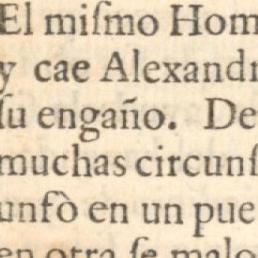 El miſmo Hom
y cae Alexandr
ſu engaño. De
muchas circunſ
unfò en un pue
en otra ſe malo